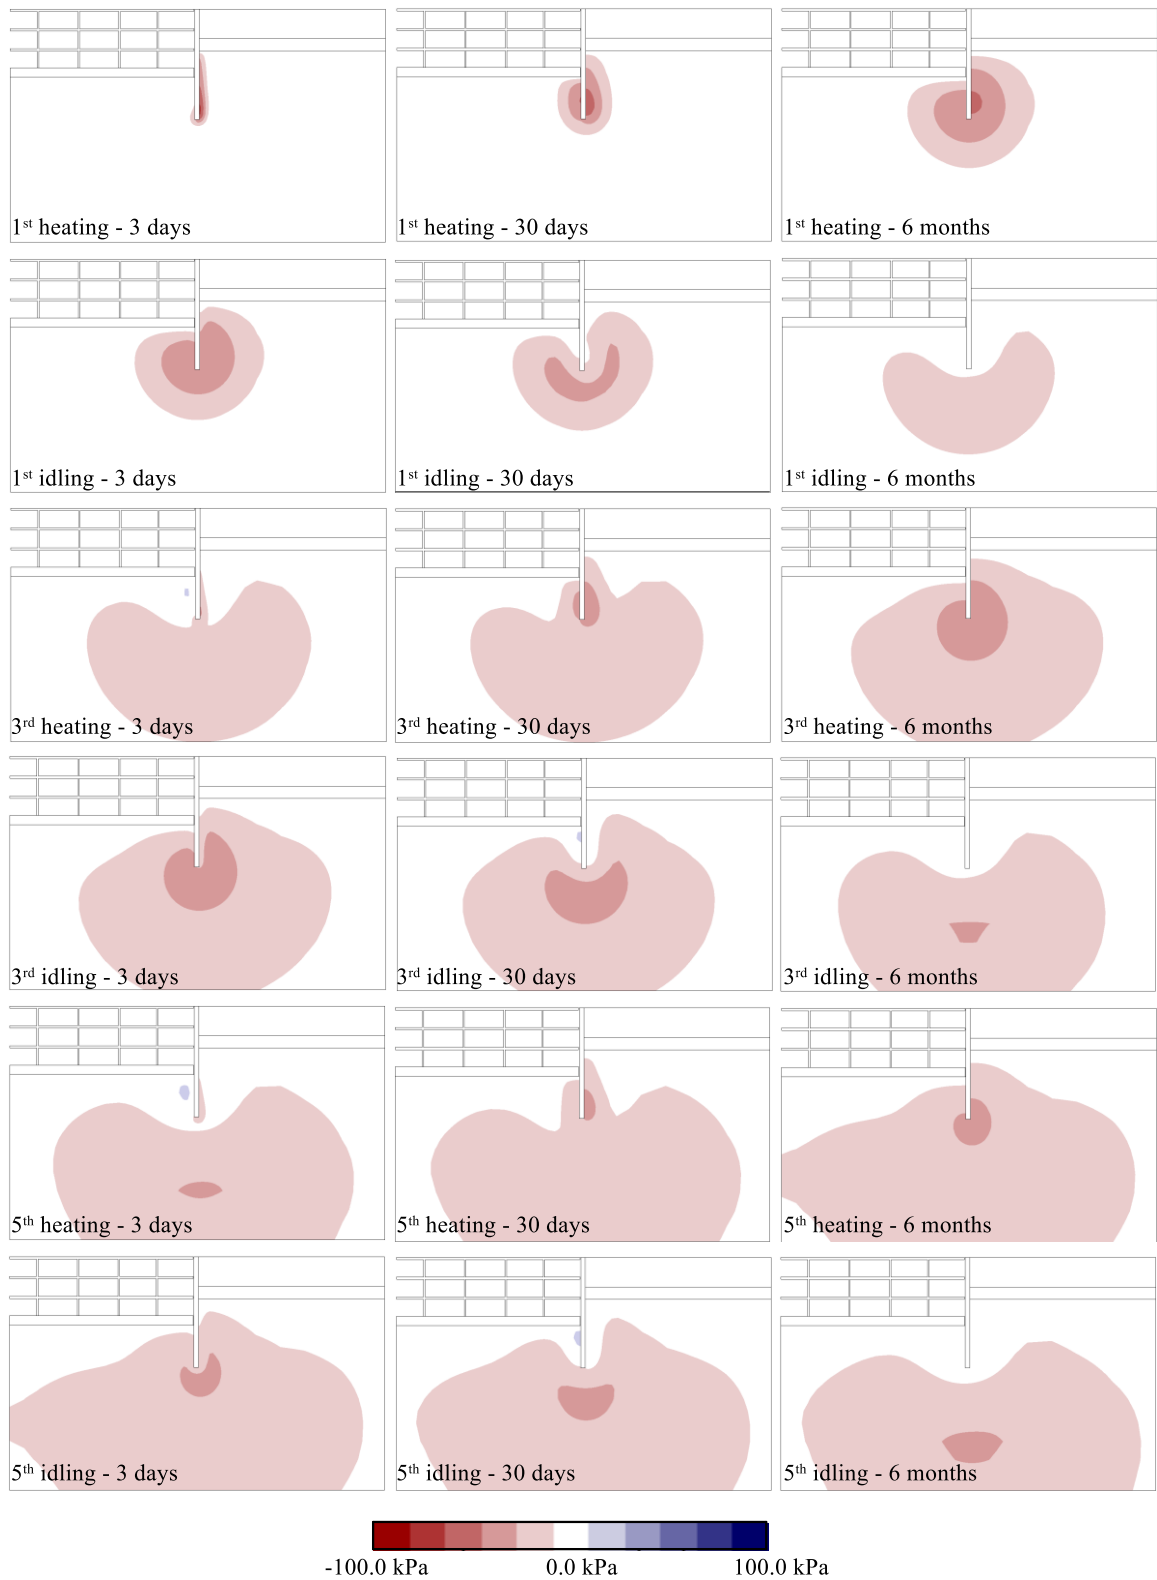 1st heating - 3 days
1st heating - 30 days
1st heating - 6 months
1st idling - 3 days
1st idling - 30 days
1st idling - 6 months
3rd heating - 3 days
3rd heating - 30 days
3rd heating - 6 months
3rd idling - 3 days
3rd idling - 30 days
3rd idling - 6 months
5th heating - 3 days
5th heating - 30 days
5th heating - 6 months
5th idling - 3 days
5th idling - 30 days
5th idling - 6 months
-100.0 kPa 0.0 kPa 100.0 kPa